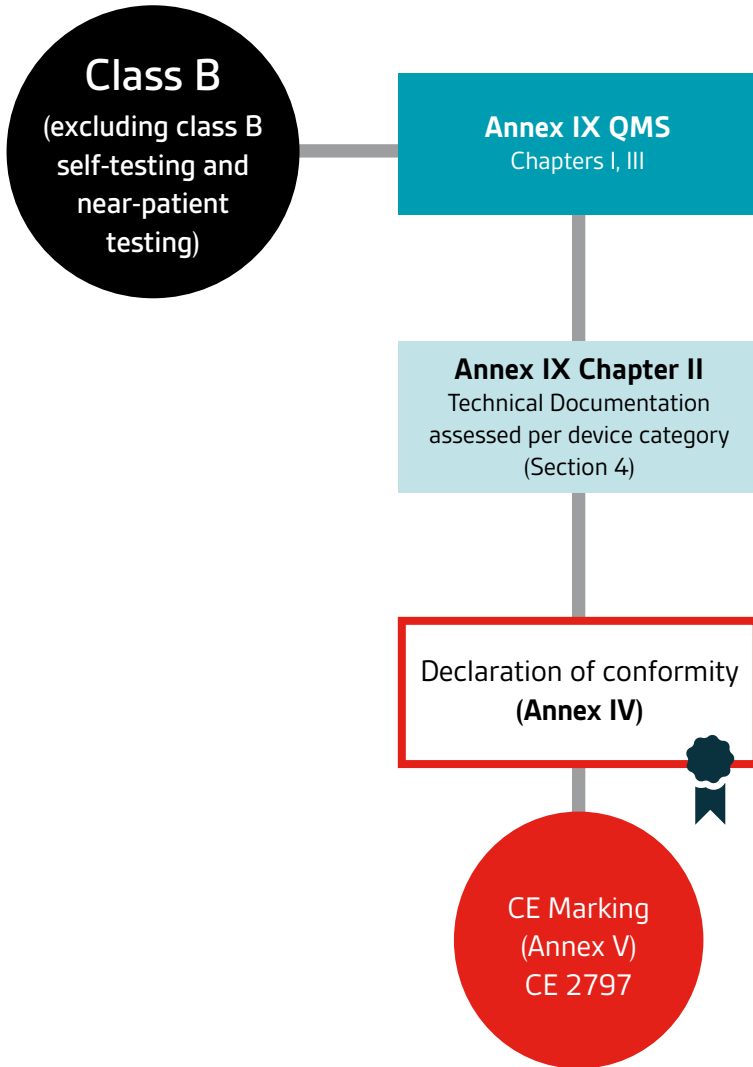 Class B
(excluding class B
self-testing and
near-patient
testing)
Annex IX QMS
Chapters I, III
Annex IX Chapter II
Technical Documentation
assessed per device category
(Section 4)
Declaration of conformity
(Annex IV)
CE Marking
(Annex V)
CE 2797